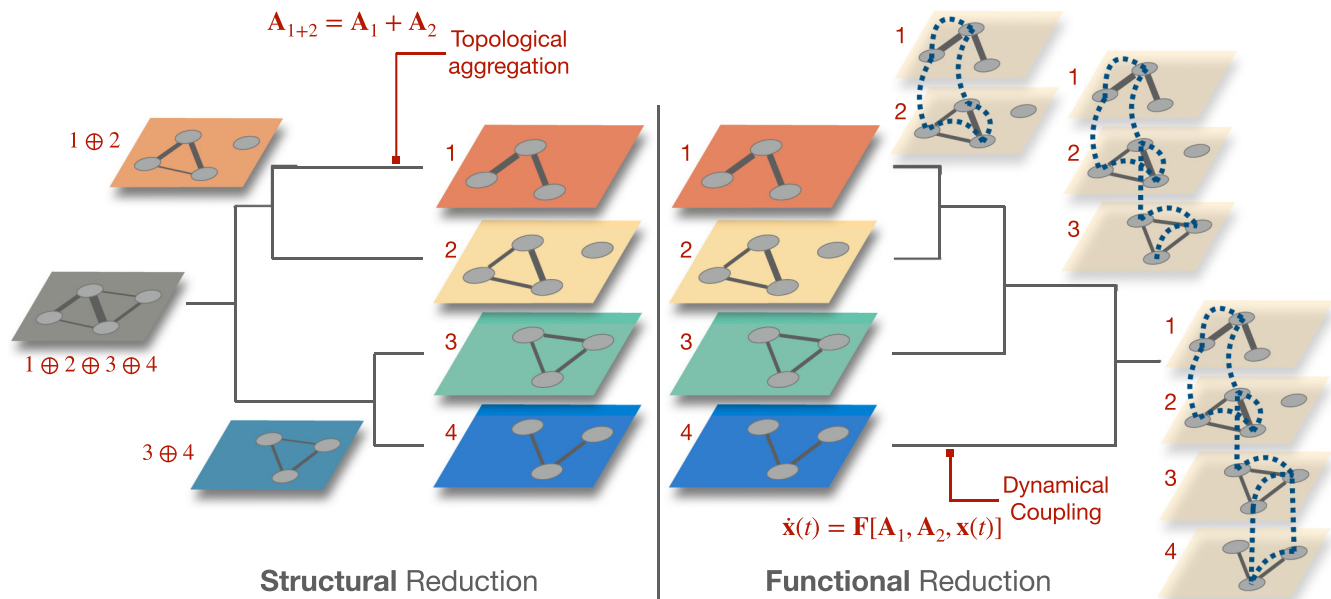 𝐀₁₊₂ = 𝐀₁ + 𝐀₂
Topological
aggregation
1 ⊕ 2
1 ⊕ 2 ⊕ 3 ⊕ 4
3 ⊕ 4
1
2
3
4
Structural Reduction
1
2
3
4
1
2
1
2
3
1
2
3
4
Dynamical
Coupling
𝐱̇(t) = 𝐅[𝐀₁, 𝐀₂, 𝐱(t)]
Functional Reduction